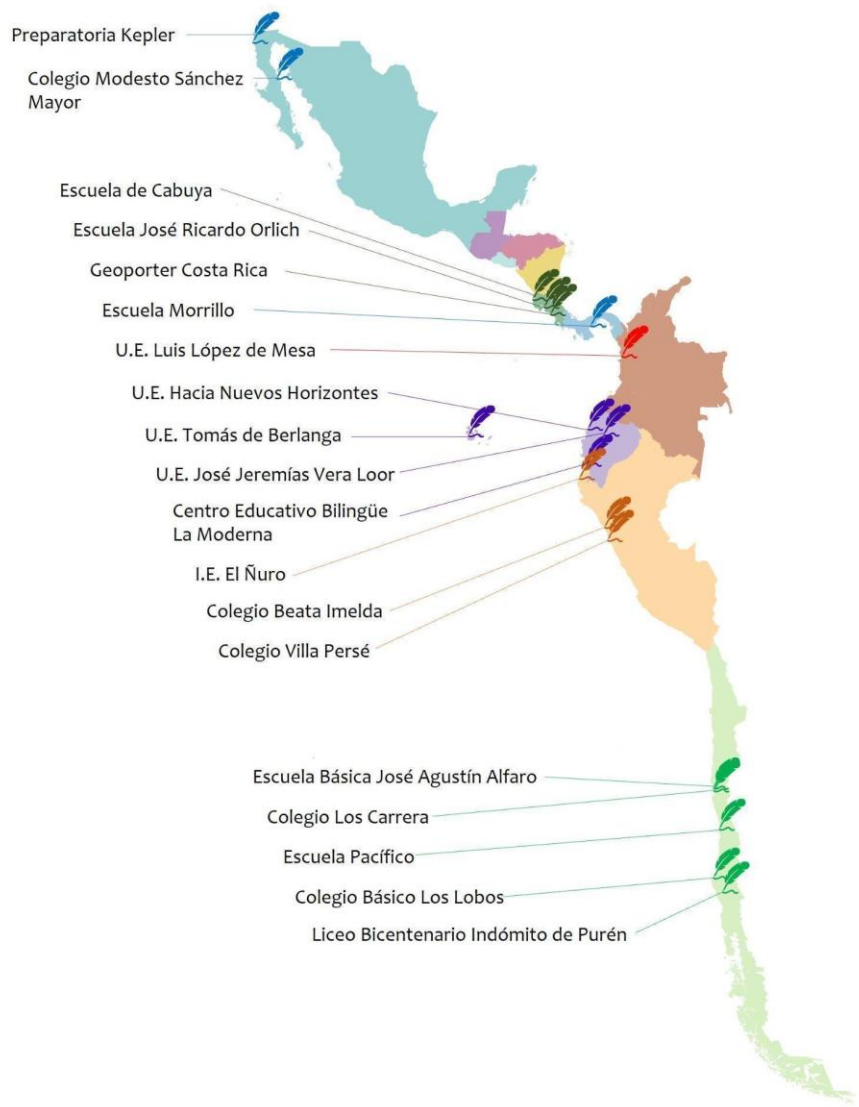 Preparatoria Kepler
Colegio Modesto Sánchez
Mayor
Escuela de Cabuya
Escuela José Ricardo Orlich
Geoporter Costa Rica
Escuela Morrillo
U.E. Luis López de Mesa
U.E. Hacia Nuevos Horizontes
U.E. Tomás de Berlanga
U.E. José Jeremías Vera Loor
Centro Educativo Bilingüe
La Moderna
I.E. El Ñuro
Colegio Beata Imelda
Colegio Villa Persé
Escuela Básica José Agustín Alfaro
Colegio Los Carrera
Escuela Pacífico
Colegio Básico Los Lobos
Liceo Bicentenario Indómito de Purén